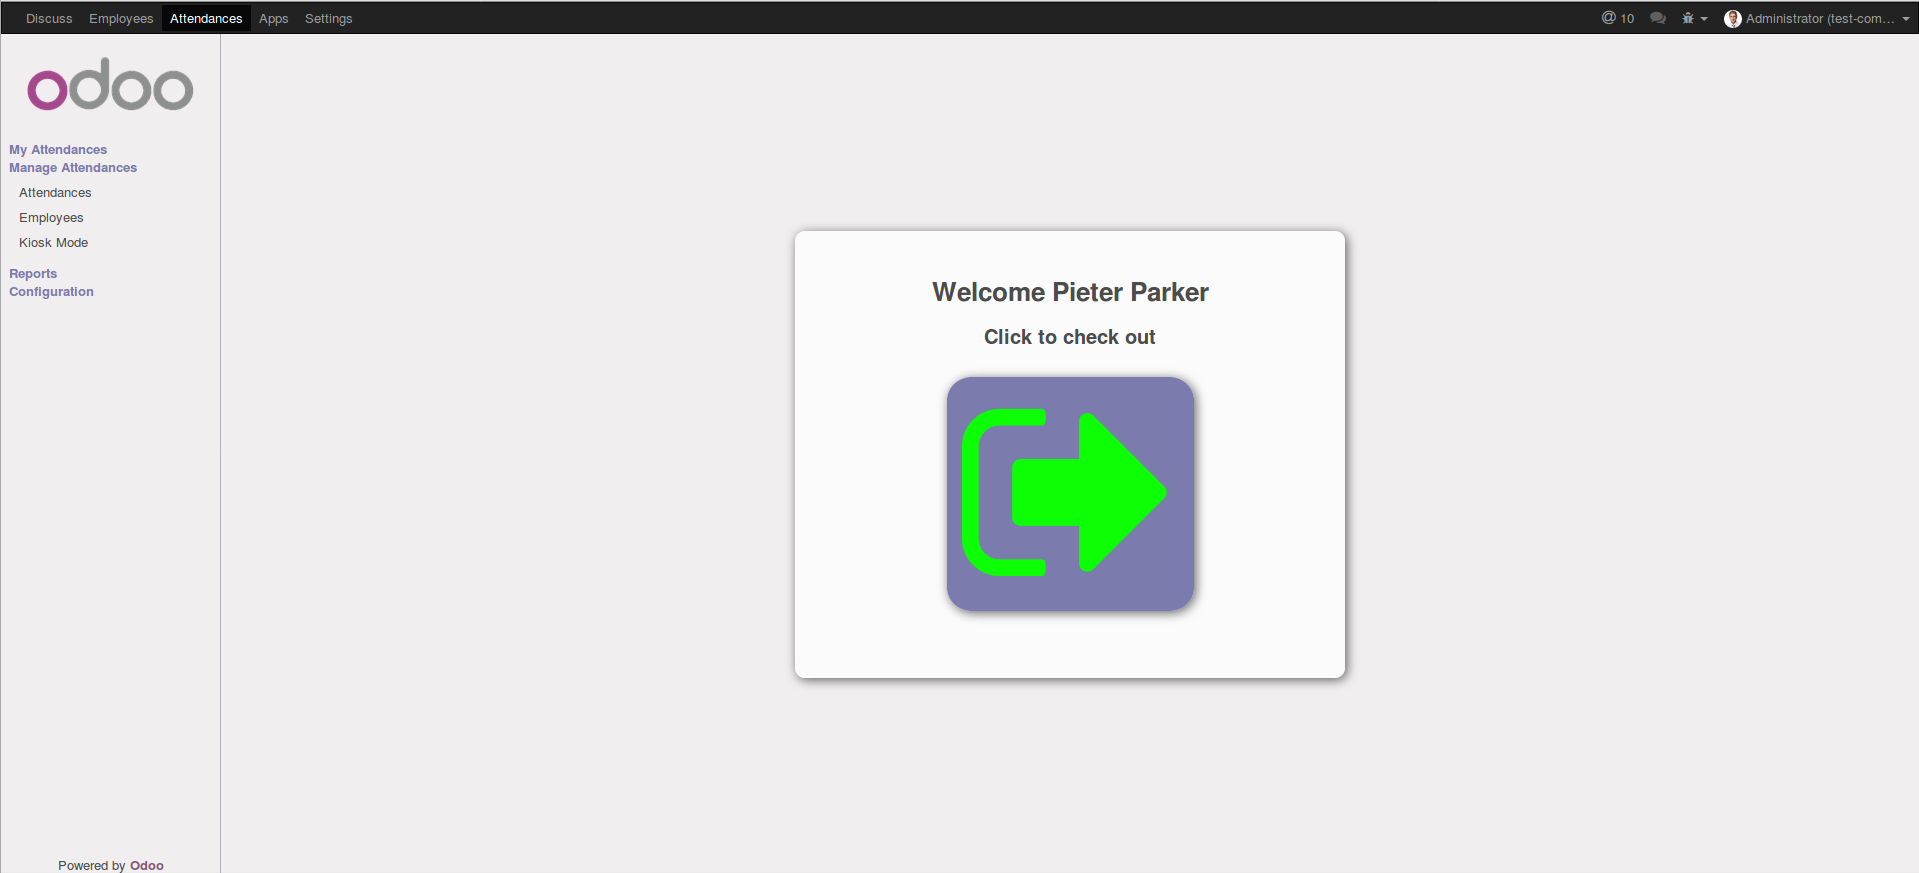 Discuss Employees Attendances Apps Settings @ 10 Administrator (test-com...
odoo
My Attendances
Manage Attendances
Attendances
Employees
Kiosk Mode
Reports
Configuration
Welcome Pieter Parker
Click to check out
Powered by Odoo